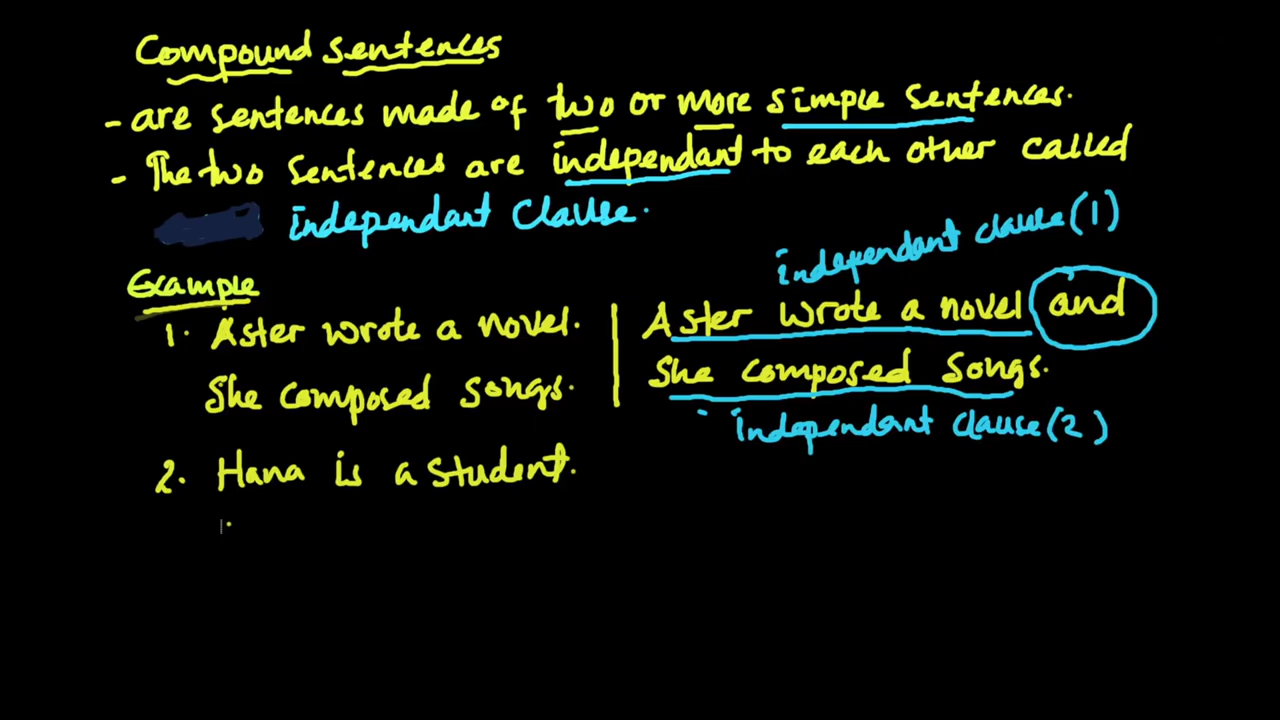 Compound sentences
- are sentences made of two or more simple sentences.
- The two sentences are independant to each other called
independant clause.
independant clause (1)
Example
1. Aster wrote a novel.
Aster wrote a novel and
She composed songs.
She composed songs.
independant clause (2)
2. Hana is a student.